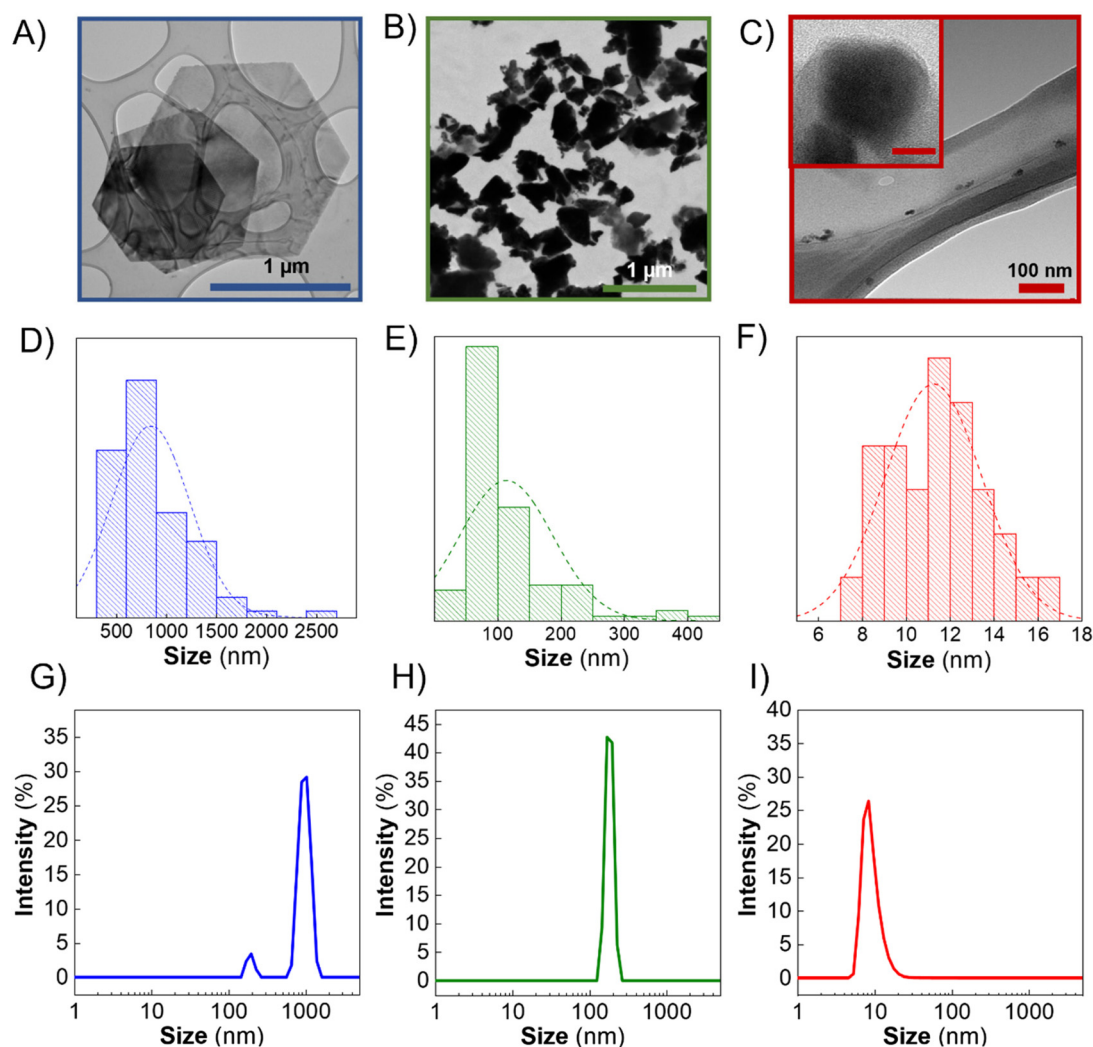 A)
B)
C)
1 μm
1 μm
100 nm
D)
E)
F)
500 1000 1500 2000 2500
100 200 300 400
6 8 10 12 14 16 18
Size (nm)
Size (nm)
Size (nm)
G)
H)
I)
35
30
25
20
15
10
5
0
Intensity (%)
1 10 100 1000
Size (nm)
45
40
35
30
25
20
15
10
5
0
Intensity (%)
1 10 100 1000
Size (nm)
40
35
30
25
20
15
10
5
0
Intensity (%)
1 10 100 1000
Size (nm)